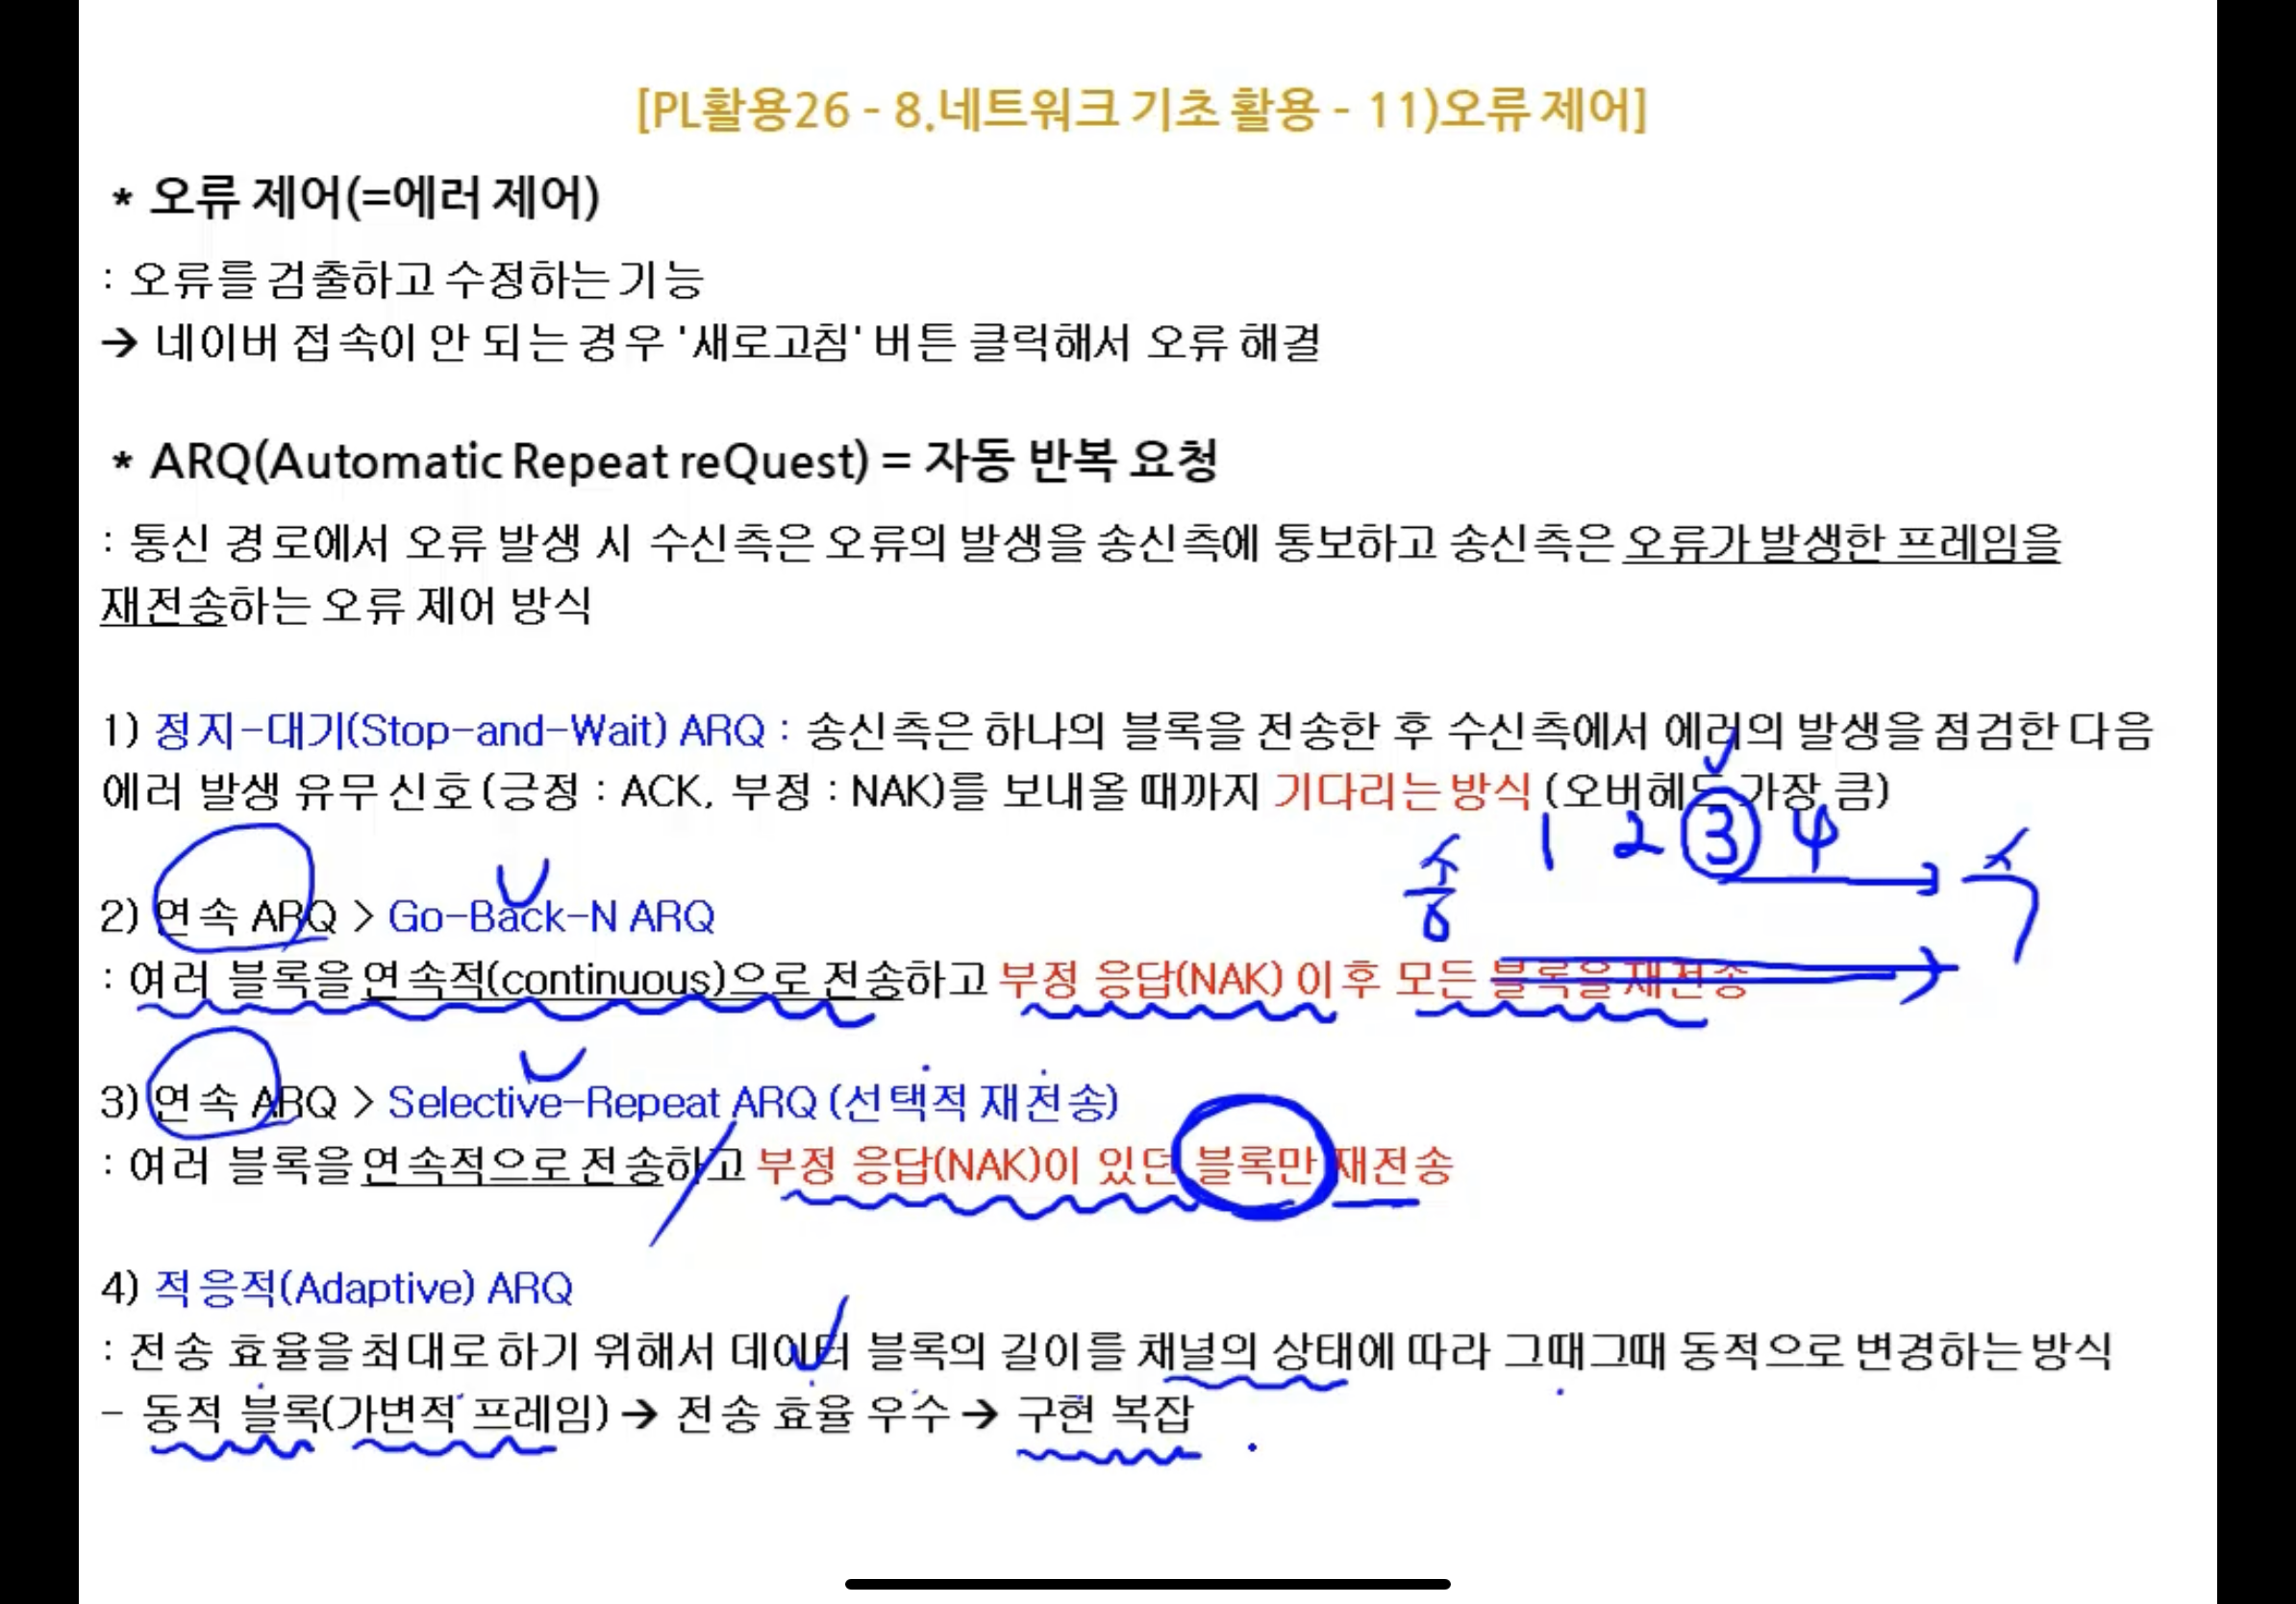 [PL활용26 - 8.네트워크 기초 활용 - 11)오류 제어]
* 오류 제어(=에러 제어)
: 오류를 검출하고 수정하는 기능
→ 네이버 접속이 안 되는 경우 '새로고침' 버튼 클릭해서 오류 해결
* ARQ(Automatic Repeat reQuest) = 자동 반복 요청
: 통신 경로에서 오류 발생 시 수신측은 오류의 발생을 송신측에 통보하고 송신측은 오류가 발생한 프레임을
재전송하는 오류 제어 방식
1) 정지-대기(Stop-and-Wait) ARQ : 송신측은 하나의 블록을 전송한 후 수신측에서 에러의 발생을 점검한 다음
에러 발생 유무 신호 (긍정 : ACK, 부정 : NAK)를 보내올 때까지 기다리는 방식 (오버헤드 가장 큼)
송 1 2 3 4 수
2) 연속 ARQ > Go-Back-N ARQ
: 여러 블록을 연속적(continuous)으로 전송하고 부정 응답(NAK) 이후 모든 블록을 재전송
3) 연속 ARQ > Selective-Repeat ARQ (선택적 재전송)
: 여러 블록을 연속적으로 전송하고 부정 응답(NAK)이 있던 블록만 재전송
4) 적응적(Adaptive) ARQ
: 전송 효율을 최대로 하기 위해서 데이터 블록의 길이를 채널의 상태에 따라 그때그때 동적으로 변경하는 방식
- 동적 블록(가변적 프레임) → 전송 효율 우수 → 구현 복잡